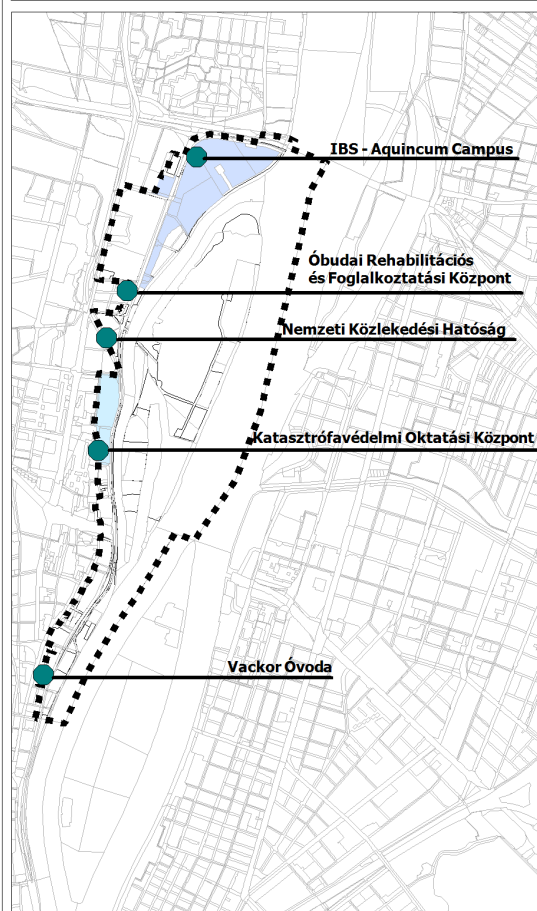 IBS - Aquincum Campus
Óbudai Rehabilitációs
és Foglalkoztatási Központ
Nemzeti Közlekedési Hatóság
Katasztrófavédelmi Oktatási Központ
Vackor Óvoda